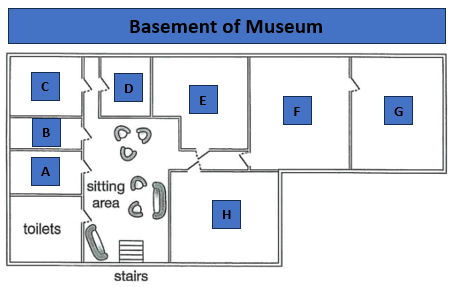 Basement of Museum
C
D
E
F
G
B
A
sitting
area
H
toilets
stairs